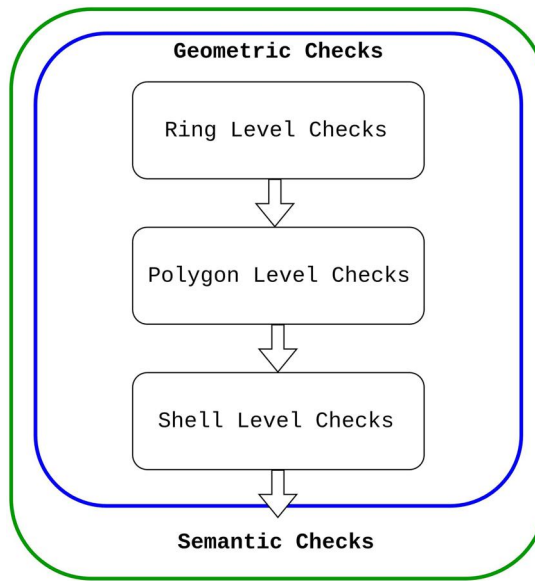 Geometric Checks
Ring Level Checks
Polygon Level Checks
Shell Level Checks
Semantic Checks